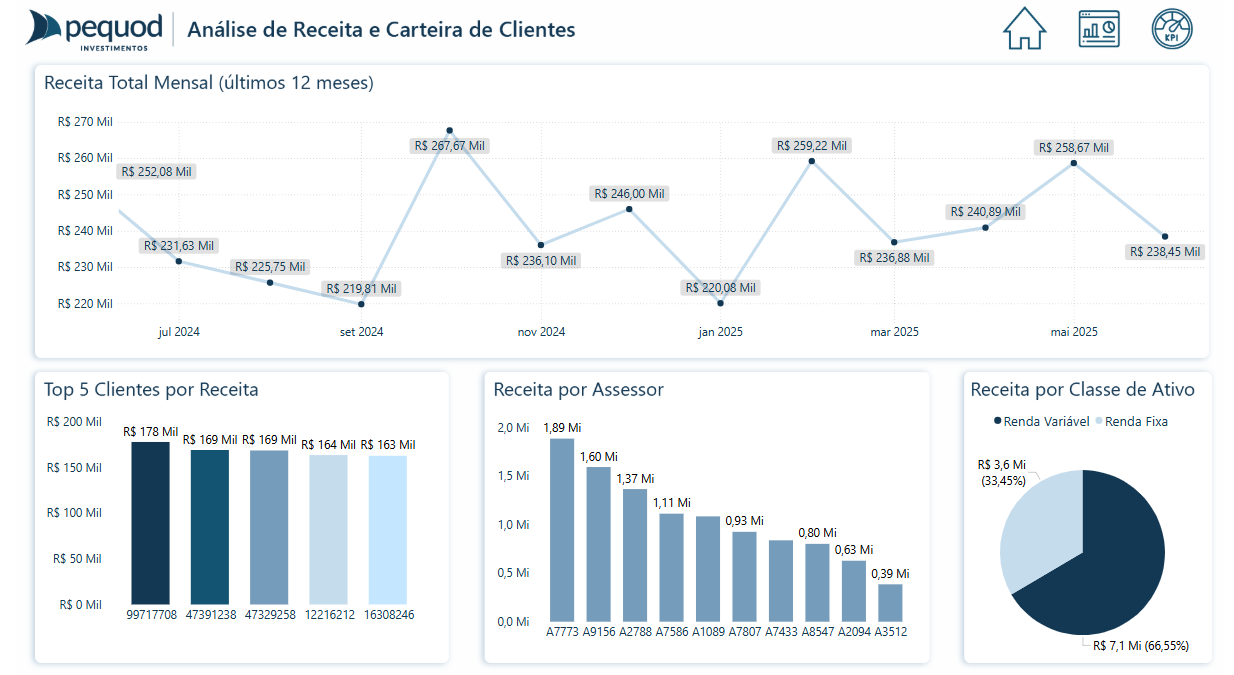 pequod
INVESTIMENTOS
Análise de Receita e Carteira de Clientes
KPI
Receita Total Mensal (últimos 12 meses)
R$ 270 Mil
R$ 260 Mil
R$ 250 Mil
R$ 240 Mil
R$ 230 Mil
R$ 220 Mil
R$ 252,08 Mil
R$ 231,63 Mil
R$ 225,75 Mil
R$ 219,81 Mil
R$ 267,67 Mil
R$ 236,10 Mil
R$ 246,00 Mil
R$ 220,08 Mil
R$ 259,22 Mil
R$ 236,88 Mil
R$ 240,89 Mil
R$ 258,67 Mil
R$ 238,45 Mil
jul 2024 set 2024 nov 2024 jan 2025 mar 2025 mai 2025
Top 5 Clientes por Receita
R$ 200 Mil
R$ 150 Mil
R$ 100 Mil
R$ 50 Mil
R$ 0 Mil
R$ 178 Mil R$ 169 Mil R$ 169 Mil R$ 164 Mil R$ 163 Mil
99717708 47391238 47329258 12216212 16308246
Receita por Assessor
2,0 Mi
1,5 Mi
1,0 Mi
0,5 Mi
0,0 Mi
1,89 Mi
1,60 Mi
1,37 Mi
1,11 Mi
0,93 Mi
0,80 Mi
0,63 Mi
0,39 Mi
A7773 A9156 A2788 A7586 A1089 A7807 A7433 A8547 A2094 A3512
Receita por Classe de Ativo
Renda Variável Renda Fixa
R$ 3,6 Mi
(33,45%)
R$ 7,1 Mi (66,55%)